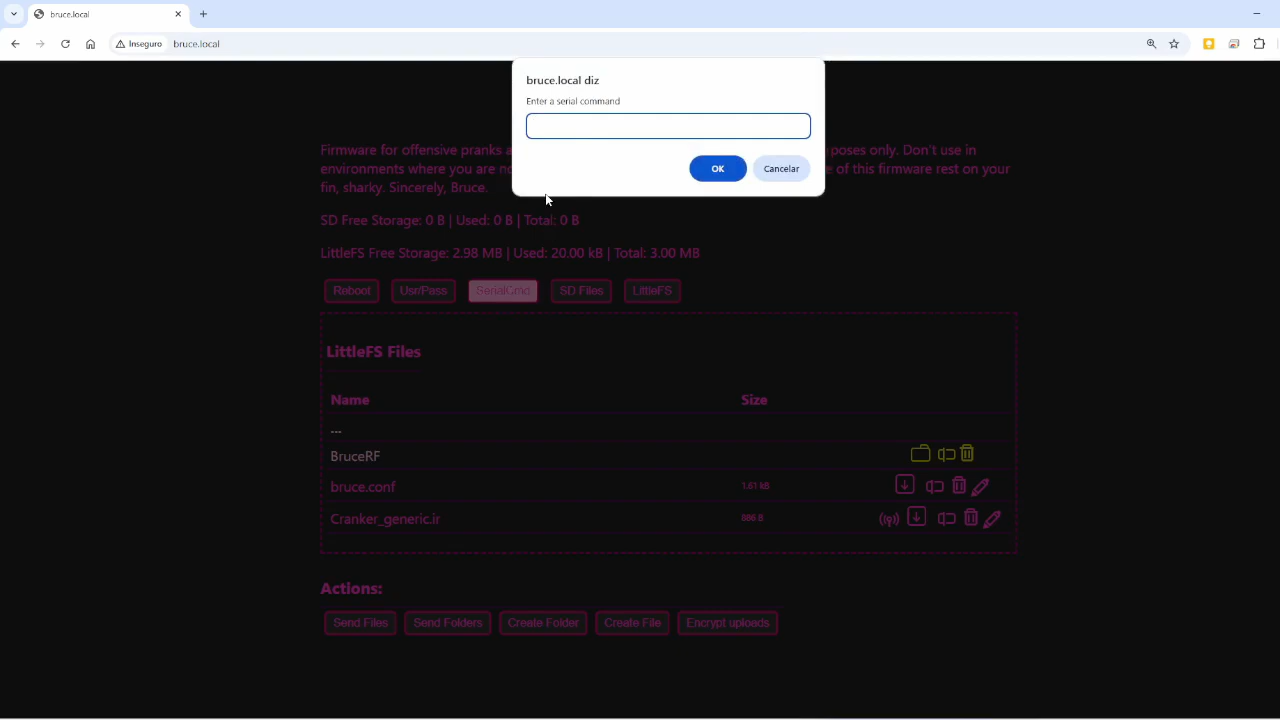 bruce.local
Inseguro
bruce.local
bruce.local diz
Enter a serial command
OK
Cancelar
Firmware for offensive pranks a
poses only. Don't use in
environments where you are no
e of this firmware rest on your
fin, sharky. Sincerely, Bruce.
SD Free Storage: 0 B | Used: 0 B | Total: 0 B
LittleFS Free Storage: 2.98 MB | Used: 20.00 kB | Total: 3.00 MB
Reboot
Usr/Pass
SerialCmd
SD Files
LittleFS
LittleFS Files
Name
Size
...
BruceRF
bruce.conf
1.61 kB
Cranker_generic.ir
886 B
Actions:
Send Files
Send Folders
Create Folder
Create File
Encrypt uploads